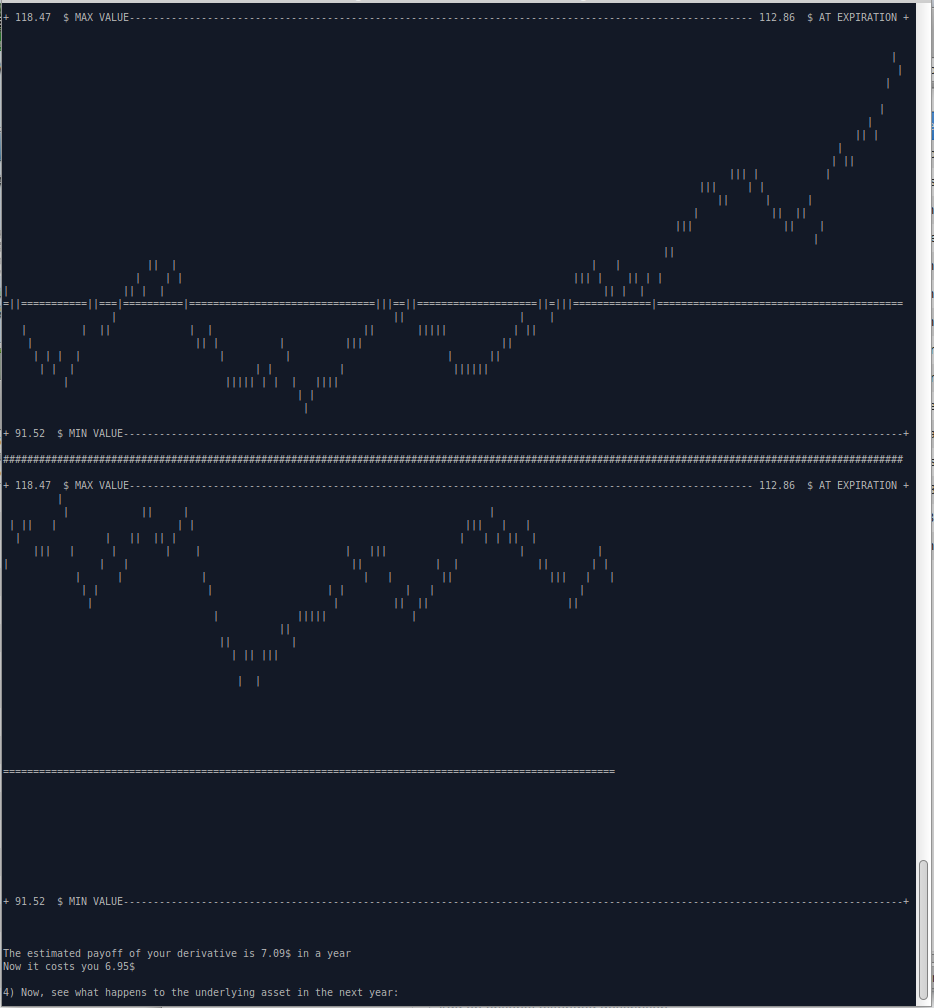 + 118.47  $ MAX VALUE-------------------------------------------------------------------------------------------------------- 112.86  $ AT EXPIRATION +
+ 91.52  $ MIN VALUE----------------------------------------------------------------------------------------------------------------------------------+
######################################################################################################################################################
+ 118.47  $ MAX VALUE-------------------------------------------------------------------------------------------------------- 112.86  $ AT EXPIRATION +
+ 91.52  $ MIN VALUE----------------------------------------------------------------------------------------------------------------------------------+
The estimated payoff of your derivative is 7.09$ in a year
Now it costs you 6.95$
4) Now, see what happens to the underlying asset in the next year: